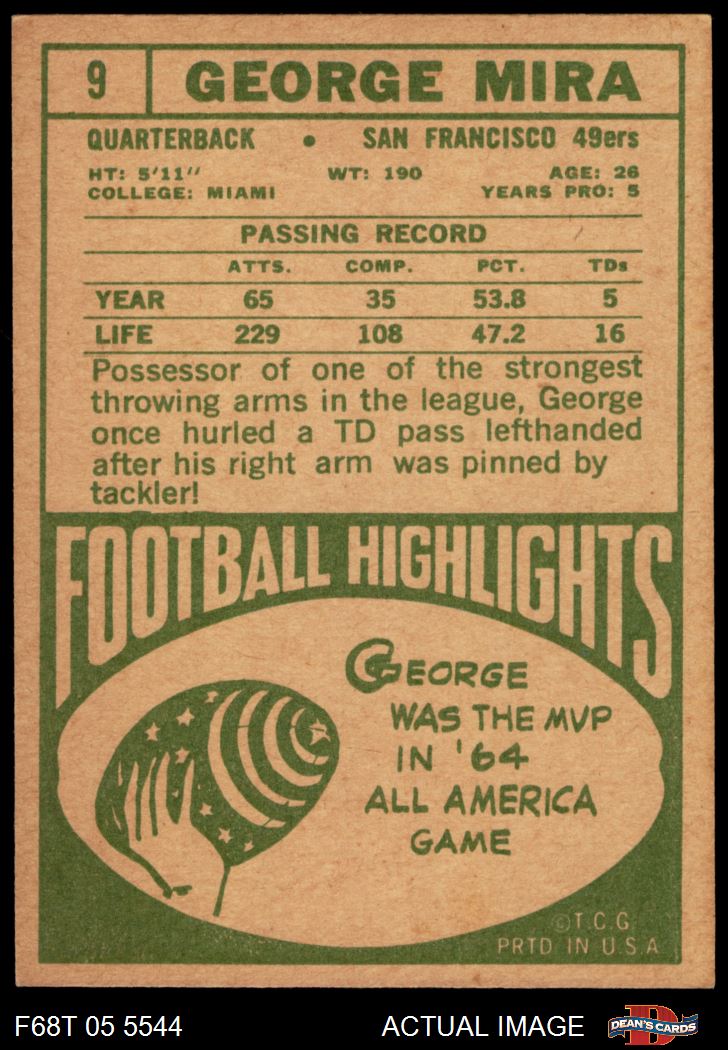 9 GEORGE MIRA
QUARTERBACK • SAN FRANCISCO 49ers
HT: 5'11" WT: 190 AGE: 26
COLLEGE: MIAMI YEARS PRO: 5
PASSING RECORD
ATTS. COMP. PCT. TDs
YEAR 65 35 53.8 5
LIFE 229 108 47.2 16
Possessor of one of the strongest
throwing arms in the league, George
once hurled a TD pass lefthanded
after his right arm was pinned by
tackler!
FOOTBALL HIGHLIGHTS
GEORGE
WAS THE MVP
IN '64
ALL AMERICA
GAME
©T.C.G.
PRTD IN U.S.A
F68T 05 5544 ACTUAL IMAGE D DEAN'S CARDS